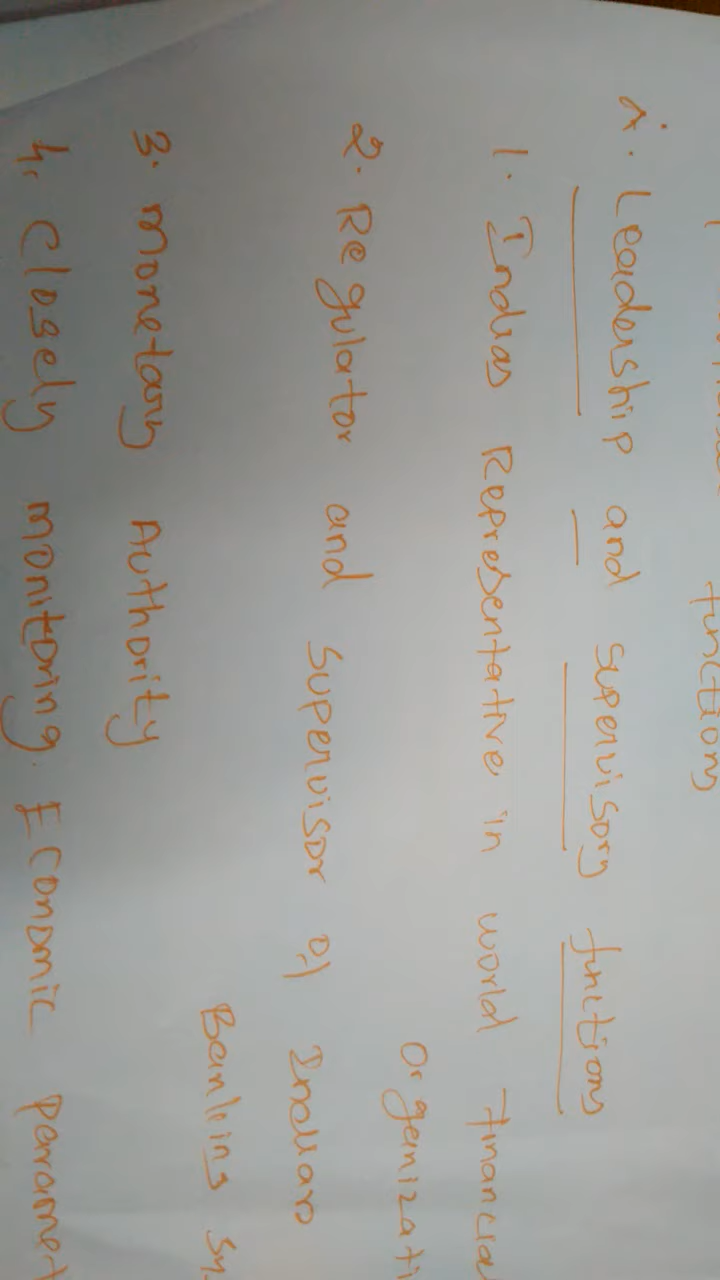 functions
i. Leadership and supervisory functions
1. Indias Representative in world Financia
Organizati
2. Regulator and Supervisor of Indian
Banking Sy
3. Monetary Authority
4. Closely monitoring Economic Paramet